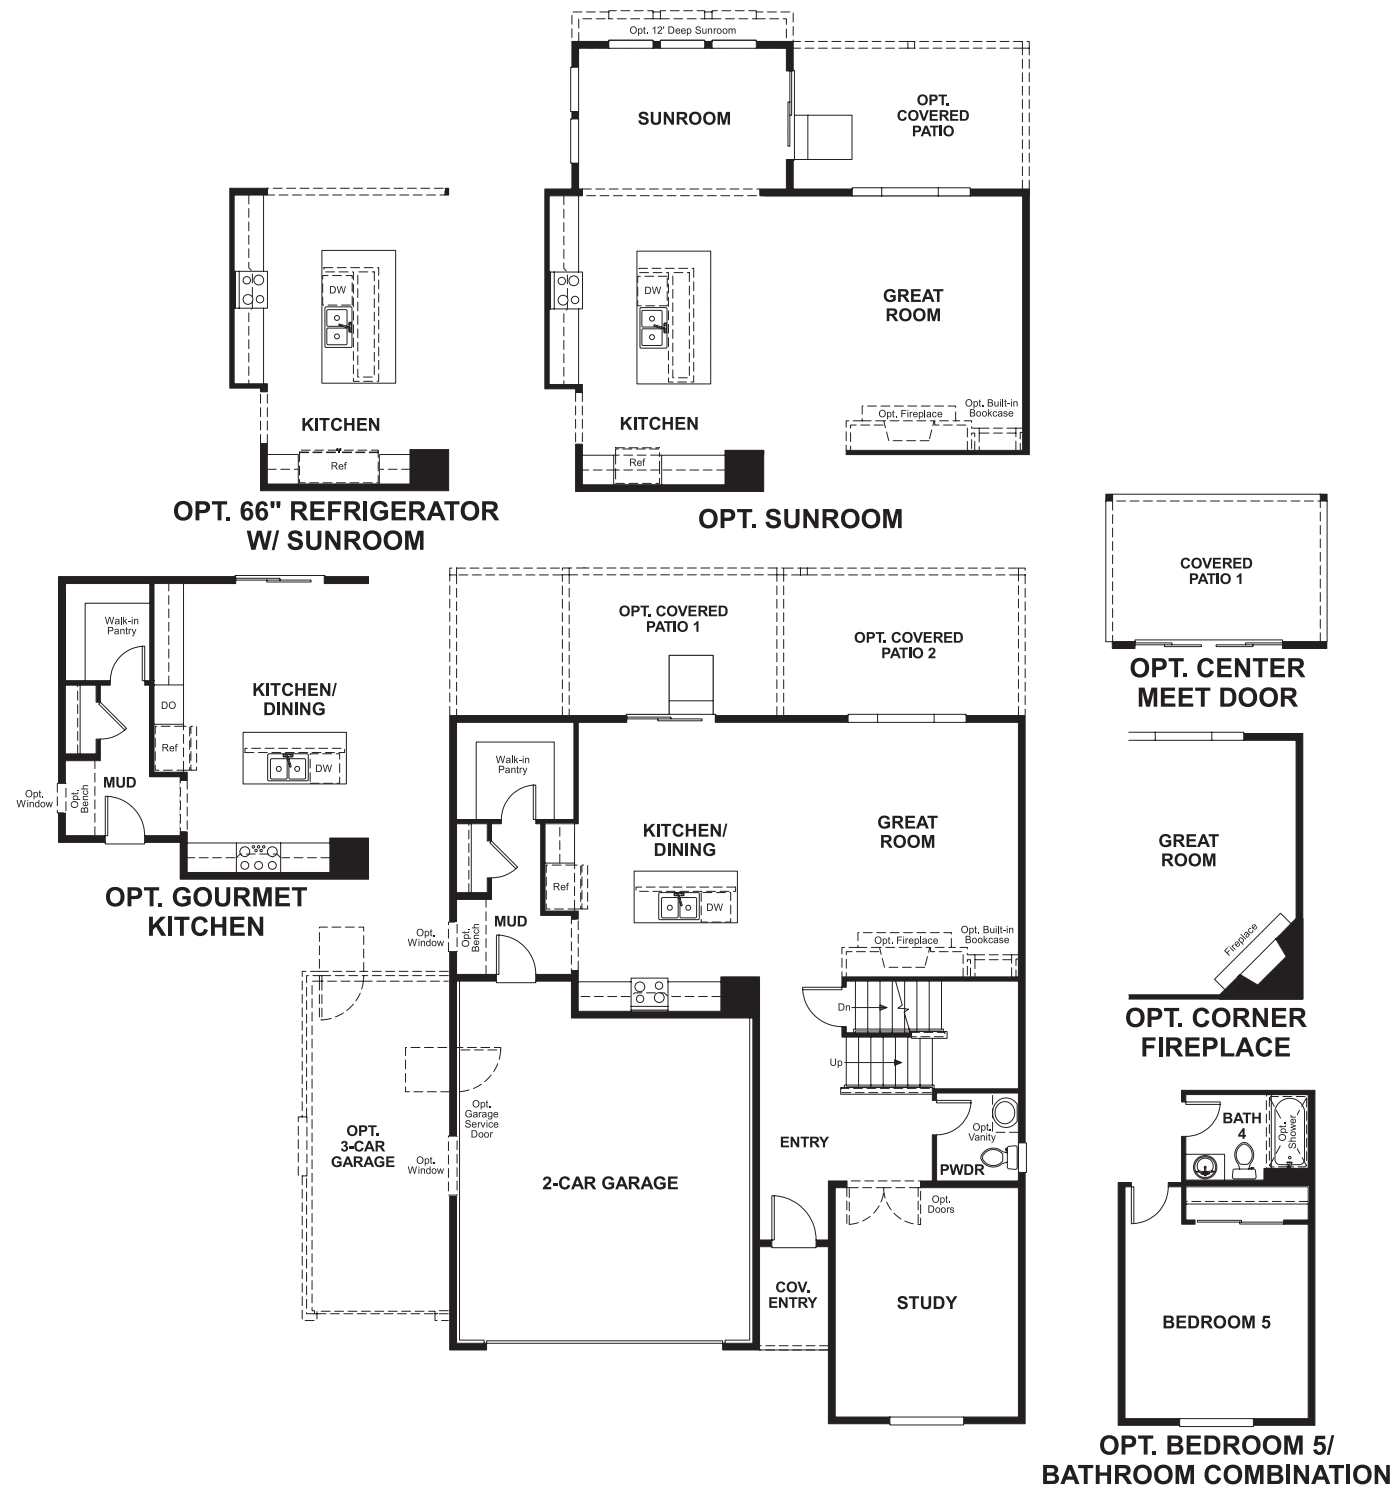 Opt. 12' Deep Sunroom
SUNROOM
OPT.
COVERED
PATIO
DW
KITCHEN
Ref
OPT. 66" REFRIGERATOR
W/ SUNROOM
DW
GREAT
ROOM
KITCHEN
Opt. Fireplace
Opt. Built-in
Bookcase
Ref
OPT. SUNROOM
COVERED
PATIO 1
OPT. CENTER
MEET DOOR
Walk-in
Pantry
KITCHEN/
DINING
DO
Ref
DW
MUD
Opt.
Window
Opt.
Bench
OPT. GOURMET
KITCHEN
OPT. COVERED
PATIO 1
OPT. COVERED
PATIO 2
Walk-in
Pantry
KITCHEN/
DINING
GREAT
ROOM
Ref
DW
MUD
Opt.
Window
Opt.
Bench
Opt. Fireplace
Opt. Built-in
Bookcase
Dn
Up
Opt.
Garage
Service
Door
OPT.
3-CAR
GARAGE
Opt.
Window
2-CAR GARAGE
ENTRY
Opt.
Vanity
PWDR
Opt.
Doors
COV.
ENTRY
STUDY
GREAT
ROOM
Fireplace
OPT. CORNER
FIREPLACE
BATH
4
Opt.
Shower
BEDROOM 5
OPT. BEDROOM 5/
BATHROOM COMBINATION